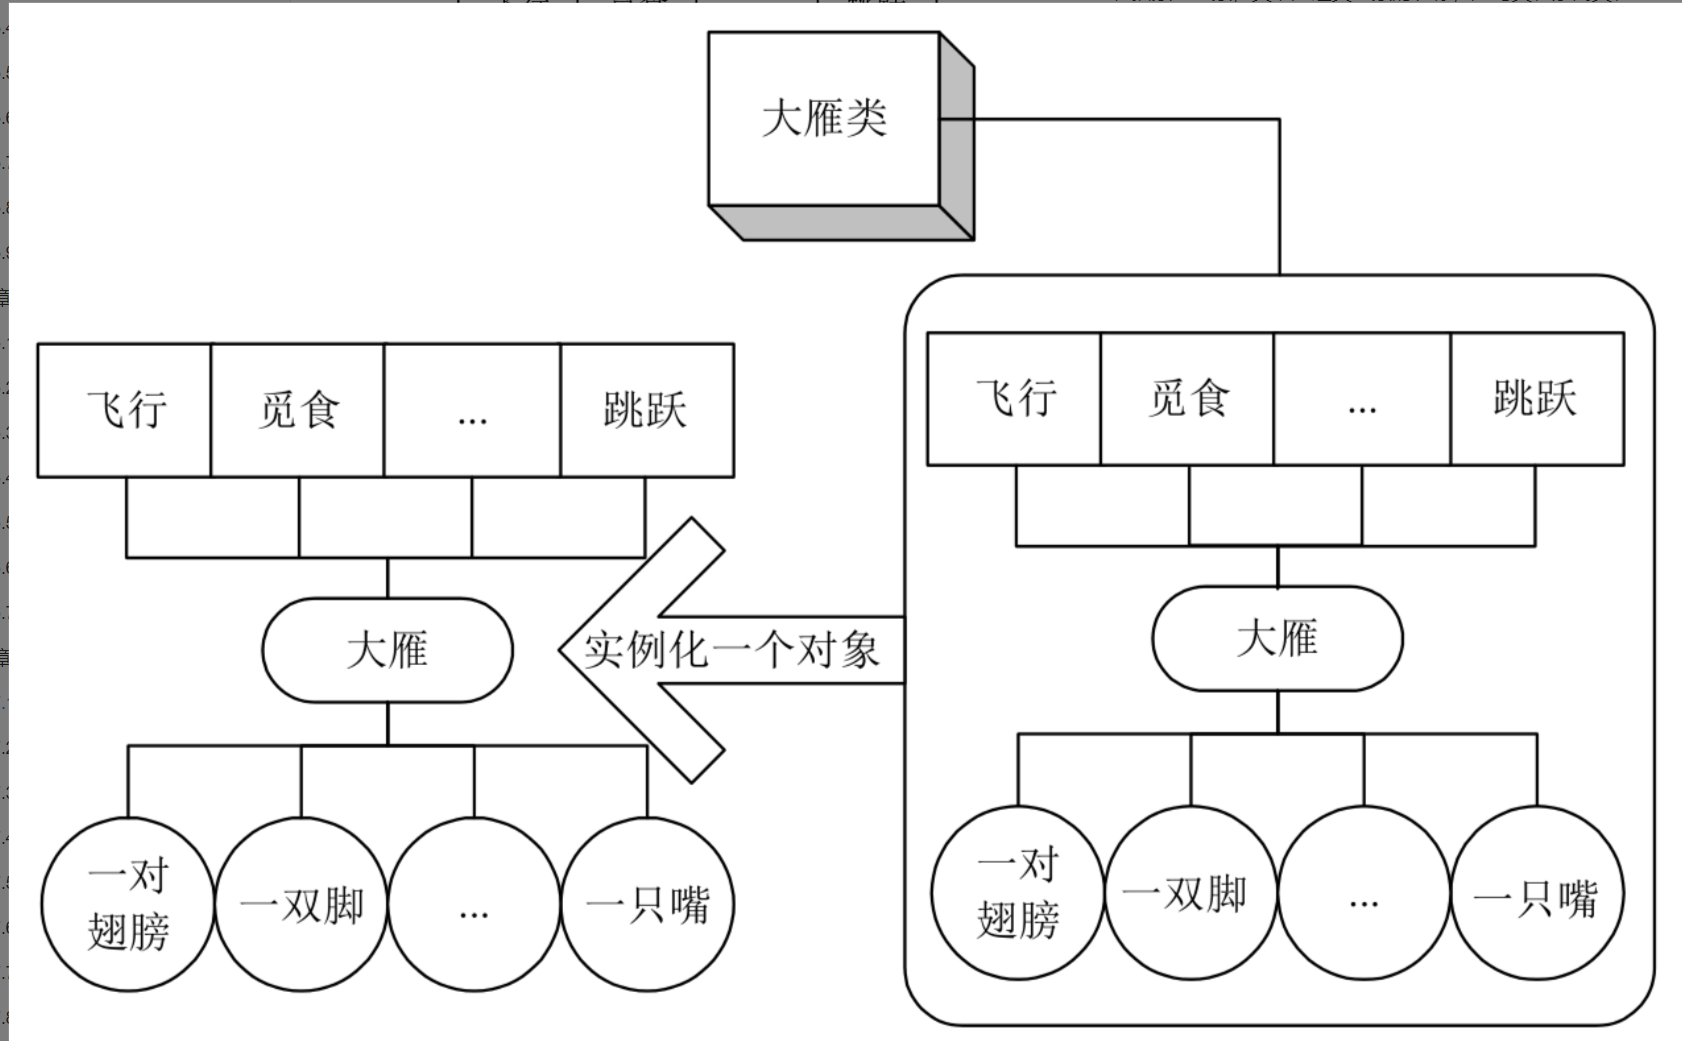 大雁类
飞行 觅食 ... 跳跃
大雁
一对
翅膀
一双脚
...
一只嘴
实例化一个对象
飞行 觅食 ... 跳跃
大雁
一对
翅膀
一双脚
...
一只嘴